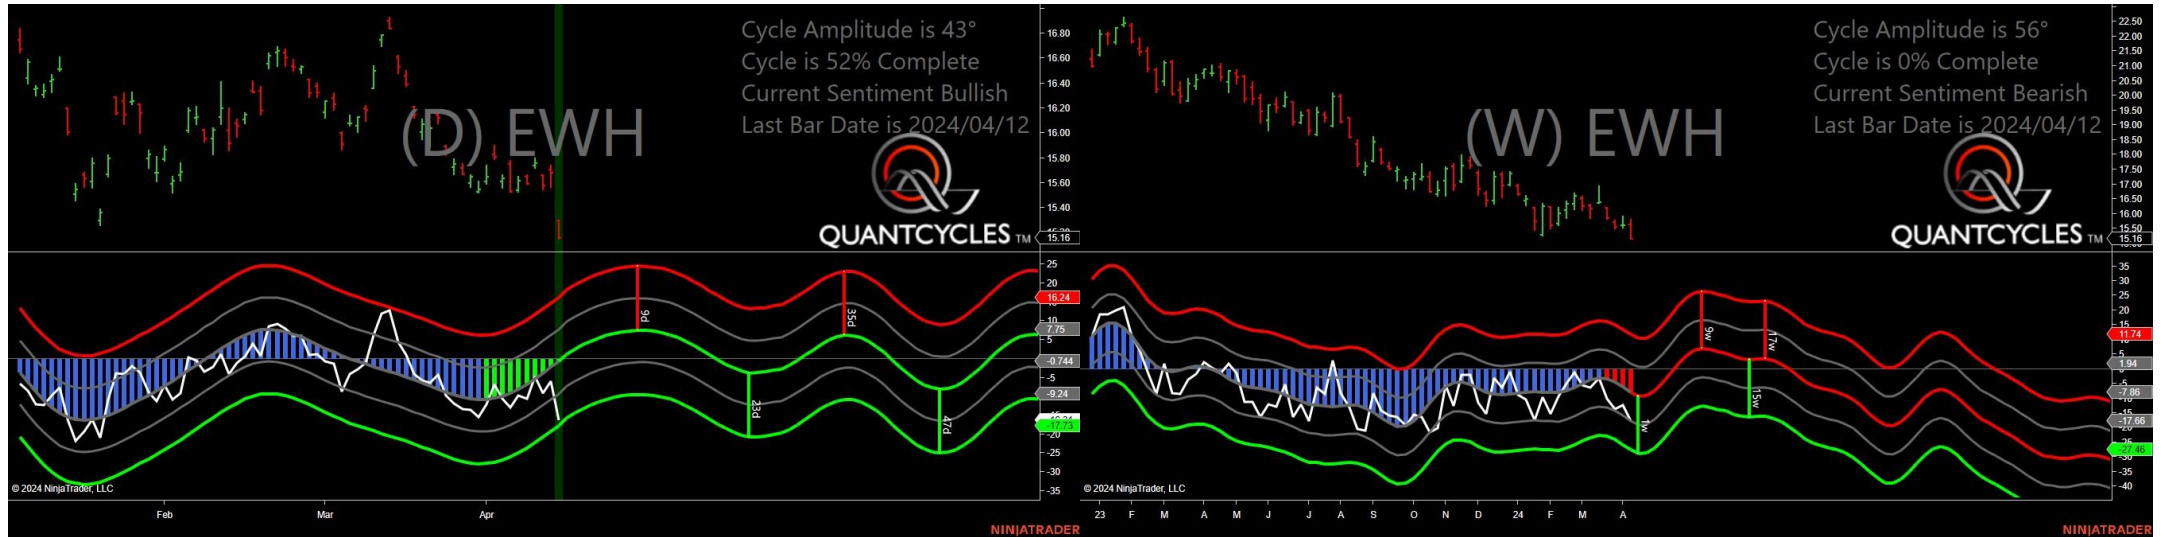 Cycle Amplitude is 43°
Cycle is 52% Complete
Current Sentiment Bullish
Last Bar Date is 2024/04/12
(D) EWH
QUANTCYCLES TM
16.80
16.60
16.40
16.20
16.00
15.80
15.60
15.40
15.16
25
16.24
7.75
5
-0.744
-5
-9.24
-15
-17.73
-20
-25
-30
-35
9d
23d
35d
47d
© 2024 NinjaTrader, LLC
Feb
Mar
Apr
NINJATRADER
Cycle Amplitude is 56°
Cycle is 0% Complete
Current Sentiment Bearish
Last Bar Date is 2024/04/12
(W) EWH
QUANTCYCLES TM
22.50
22.00
21.50
21.00
20.50
20.00
19.50
19.00
18.50
18.00
17.50
17.00
16.50
16.00
15.50
15.16
35
30
25
20
15
11.74
5
1.94
-5
-7.86
-17.66
-27.46
-35
-40
1w
9w
15w
17w
© 2024 NinjaTrader, LLC
23
F
M
A
M
J
J
A
S
O
N
D
24
F
M
A
NINJATRADER